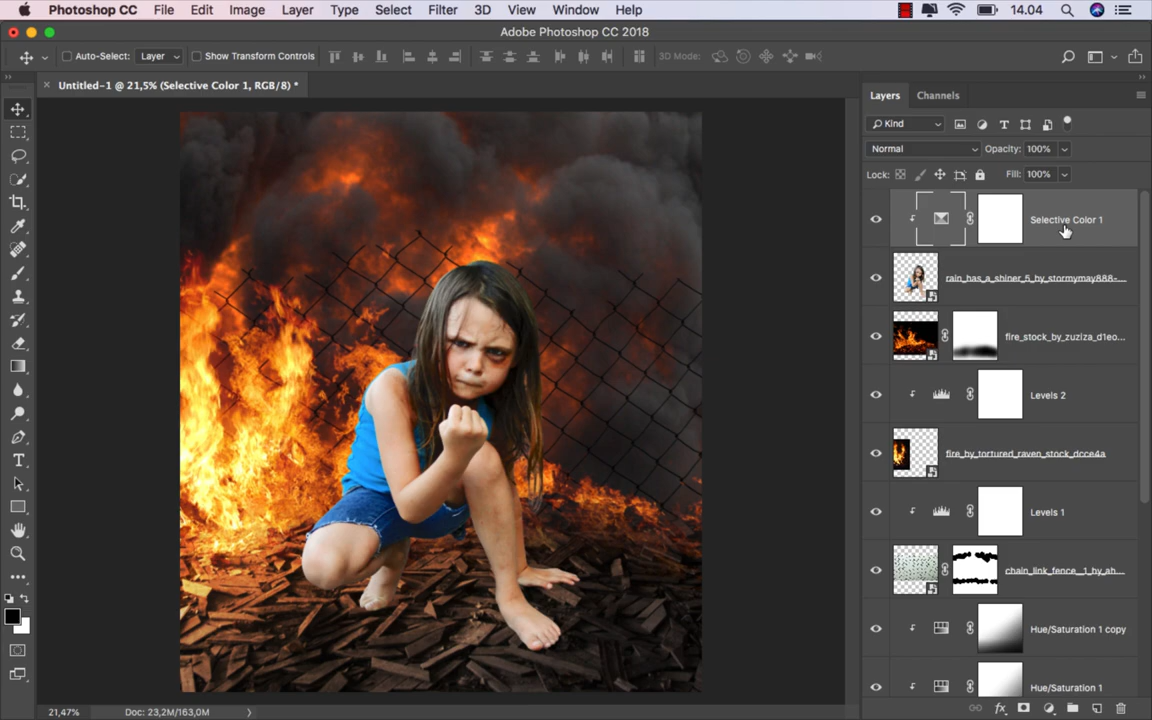 Photoshop CC File Edit Image Layer Type Select Filter 3D View Window Help 14.04
Adobe Photoshop CC 2018
Auto-Select: Layer Show Transform Controls 3D Mode:
Untitled-1 @ 21,5% (Selective Color 1, RGB/8) *
Layers Channels
Kind
Normal Opacity: 100%
Lock: Fill: 100%
Selective Color 1
rain_has_a_shiner_5_by_stormymay888-...
fire_stock_by_zuziza_d1eo...
Levels 2
fire_by_tortured_raven_stock_dcce4a
Levels 1
chain_link_fence__1_by_ah...
Hue/Saturation 1 copy
Hue/Saturation 1
21,47% Doc: 23,2M/163,0M